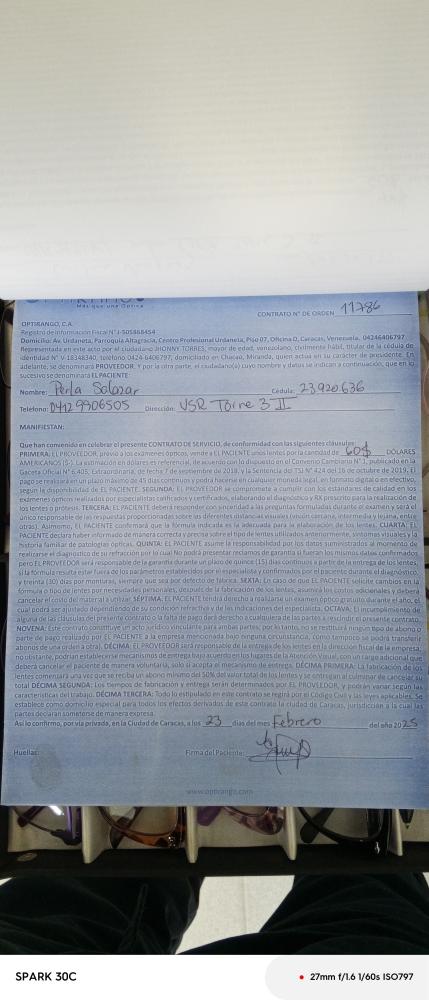 Más que una Óptica
CONTRATO N° DE ORDEN 11786
OPTIRANGO, C.A.
Registro de Información Fiscal N° J-505868454
Domicilio: Av. Urdaneta, Parroquia Altagracia, Centro Profesional Urdaneta, Piso 07, Oficina D, Caracas, Venezuela. 04246406797.
Representada en este acto por el ciudadano JHONNY TORRES, mayor de edad, venezolano, civilmente hábil, titular de la cédula de
identidad N° V-18348340, teléfono 0424-6406797, domiciliado en Chacao, Miranda, quien actúa en su carácter de presidente. En
adelante, se denominará PROVEEDOR. Y por la otra parte, el ciudadano(a) cuyo nombre y datos se indican a continuación, que en lo
sucesivo se denominará EL PACIENTE:
Nombre: Perla Salazar Cédula: 23920636
Teléfono: 04129906505 Dirección: USR Torre 3 II
MANIFIESTAN:
Que han convenido en celebrar el presente CONTRATO DE SERVICIO, de conformidad con las siguientes cláusulas:
PRIMERA: EL PROVEEDOR, previo a los exámenes ópticos, vende a EL PACIENTE unos lentes por la cantidad de 60$ DÓLARES
AMERICANOS ($-). La estimación en dólares es referencial, de acuerdo con lo dispuesto en el Convenio Cambiario N° 1, publicado en la
Gaceta Oficial N° 6.405, Extraordinaria, de fecha 7 de septiembre de 2018, y la Sentencia del TSJ N° 424 del 16 de octubre de 2019. El
pago se realizará en un plazo máximo de 45 días continuos y podrá hacerse en cualquier moneda legal, en formato digital o en efectivo,
según la disponibilidad de EL PACIENTE. SEGUNDA: EL PROVEEDOR se compromete a cumplir con los estándares de calidad en los
exámenes ópticos realizados por especialistas calificados y certificados, elaborando el diagnóstico y RX prescrito para la realización de
los lentes o prótesis. TERCERA: EL PACIENTE deberá responder con sinceridad a las preguntas formuladas durante el examen y será el
único responsable de las respuestas proporcionadas sobre las diferentes distancias visuales (visión cercana, intermedia y lejana, entre
otras). Asimismo, EL PACIENTE confirmará que la fórmula indicada es la adecuada para la elaboración de los lentes. CUARTA: EL
PACIENTE declara haber informado de manera correcta y precisa sobre el tipo de lentes utilizados anteriormente, síntomas visuales y la
historia familiar de patologías ópticas. QUINTA: EL PACIENTE asume la responsabilidad por los datos suministrados al momento de
realizarse el diagnóstico de su refracción por lo cual No podrá presentar reclamos de garantía si fueran los mismos datos confirmados
pero EL PROVEEDOR será responsable de la garantía durante un plazo de quince (15) días continuos a partir de la entrega de los lentes,
si la fórmula resulta estar fuera de los parámetros establecidos por el especialista y confirmados por el paciente durante el diagnóstico,
y treinta (30) días por monturas, siempre que sea por defecto de fábrica. SEXTA: En caso de que EL PACIENTE solicite cambios en la
fórmula o tipo de lentes por necesidades personales, después de la fabricación de los lentes, asumirá los costos adicionales y deberá
cancelar el costo del material a utilizar. SÉPTIMA: EL PACIENTE tendrá derecho a realizarse un examen óptico gratuito durante el año, el
cual podrá ser ajustado dependiendo de su condición refractiva y de las indicaciones del especialista. OCTAVA: El incumplimiento de
alguna de las cláusulas del presente contrato o la falta de pago dará derecho a cualquiera de las partes a rescindir el presente contrato.
NOVENA: Este contrato constituye un acto jurídico vinculante para ambas partes; por lo tanto, no se restituirá ningún tipo de abono o
parte de pago realizado por EL PACIENTE a la empresa mencionada bajo ninguna circunstancia, como tampoco se podrá transferir
abonos de una orden a otra). DÉCIMA: EL PROVEEDOR será responsable de la entrega de los lentes en la dirección fiscal de la empresa,
no obstante, podrían establecerse mecanismos de entrega bajo acuerdo en los lugares de la Atención Visual, con un cargo adicional que
deberá cancelar el paciente de manera voluntaria, solo si acepta el mecanismo de entrega. DÉCIMA PRIMERA: La fabricación de los
lentes comenzará una vez que se reciba un abono mínimo del 50% del valor total de los lentes y se entregan al culminar de cancelar su
total DÉCIMA SEGUNDA: Los tiempos de fabricación y entrega serán determinados por EL PROVEEDOR, y podrán variar según las
características del trabajo. DÉCIMA TERCERA: Todo lo estipulado en este contrato se regirá por el Código Civil y las leyes aplicables. Se
establece como domicilio especial para todos los efectos derivados de este contrato la ciudad de Caracas, jurisdicción a la cual las
partes declaran someterse de manera expresa.
Así lo confirmo, por vía privada, en la Ciudad de Caracas, a los 23 días del mes Febrero del año 2025
Huellas: Firma del Paciente:
www.optirango.com
SPARK 30C
27mm f/1.6 1/60s ISO797